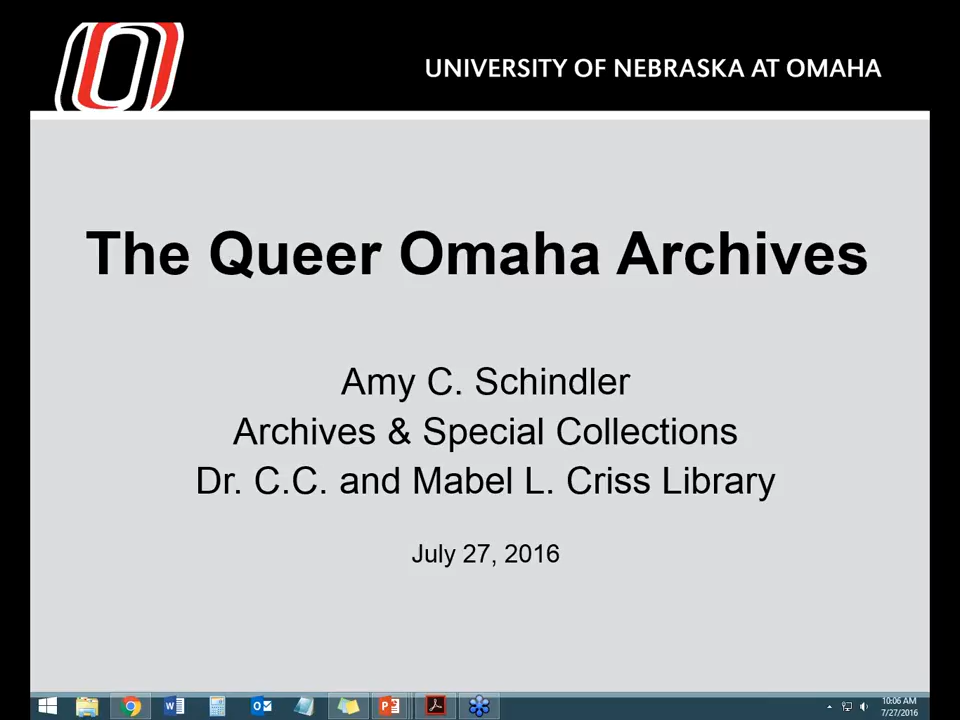 UNIVERSITY OF NEBRASKA AT OMAHA
The Queer Omaha Archives
Amy C. Schindler
Archives & Special Collections
Dr. C.C. and Mabel L. Criss Library
July 27, 2016
10:06 AM
7/27/2016